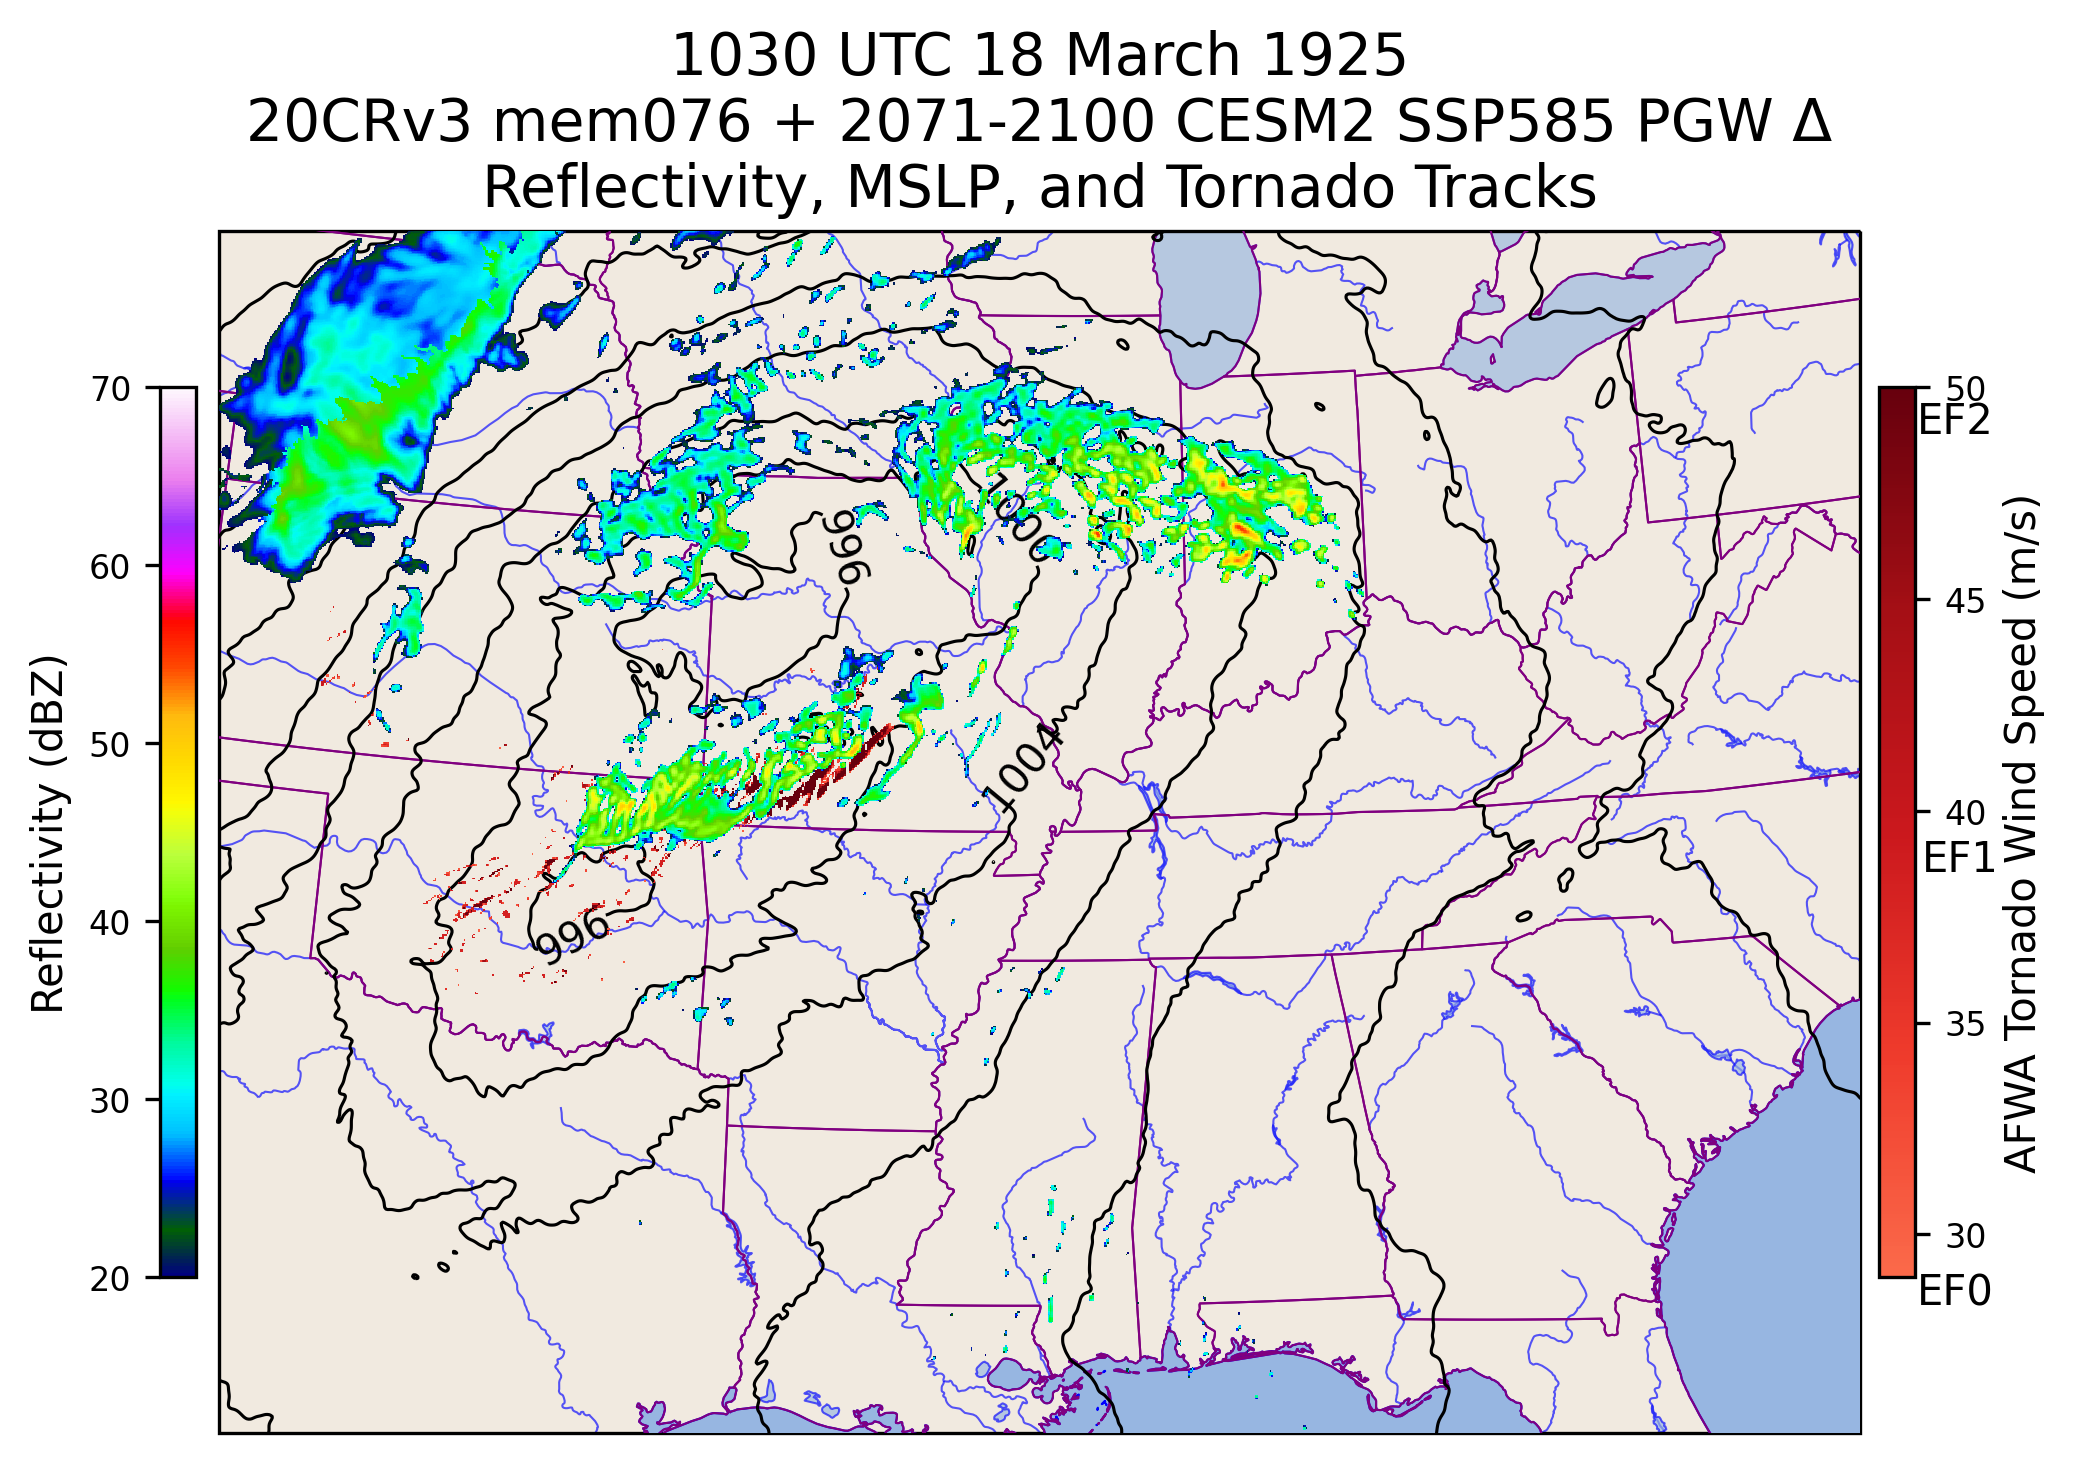 1030 UTC 18 March 1925
20CRv3 mem076 + 2071-2100 CESM2 SSP585 PGW Δ
Reflectivity, MSLP, and Tornado Tracks
70
60
50
40
30
20
Reflectivity (dBZ)
996
1000
1004
996
50
EF2
45
40
EF1
35
30
EF0
AFWA Tornado Wind Speed (m/s)